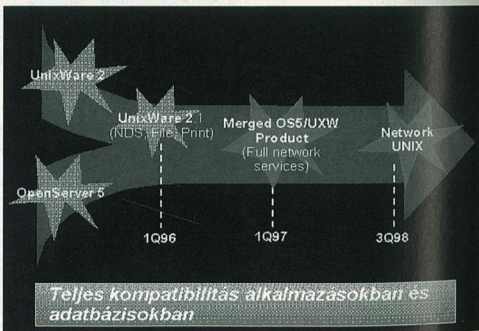 UnixWare 2
UnixWare 2.1
(NDS, File, Print)
Merged OS5/UXW
Product
(Full network
services)
Network
UNIX
OpenServer 5
1Q96
1Q97
3Q98
Teljes kompatibilitás alkalmazásokban és
adatbázisokban